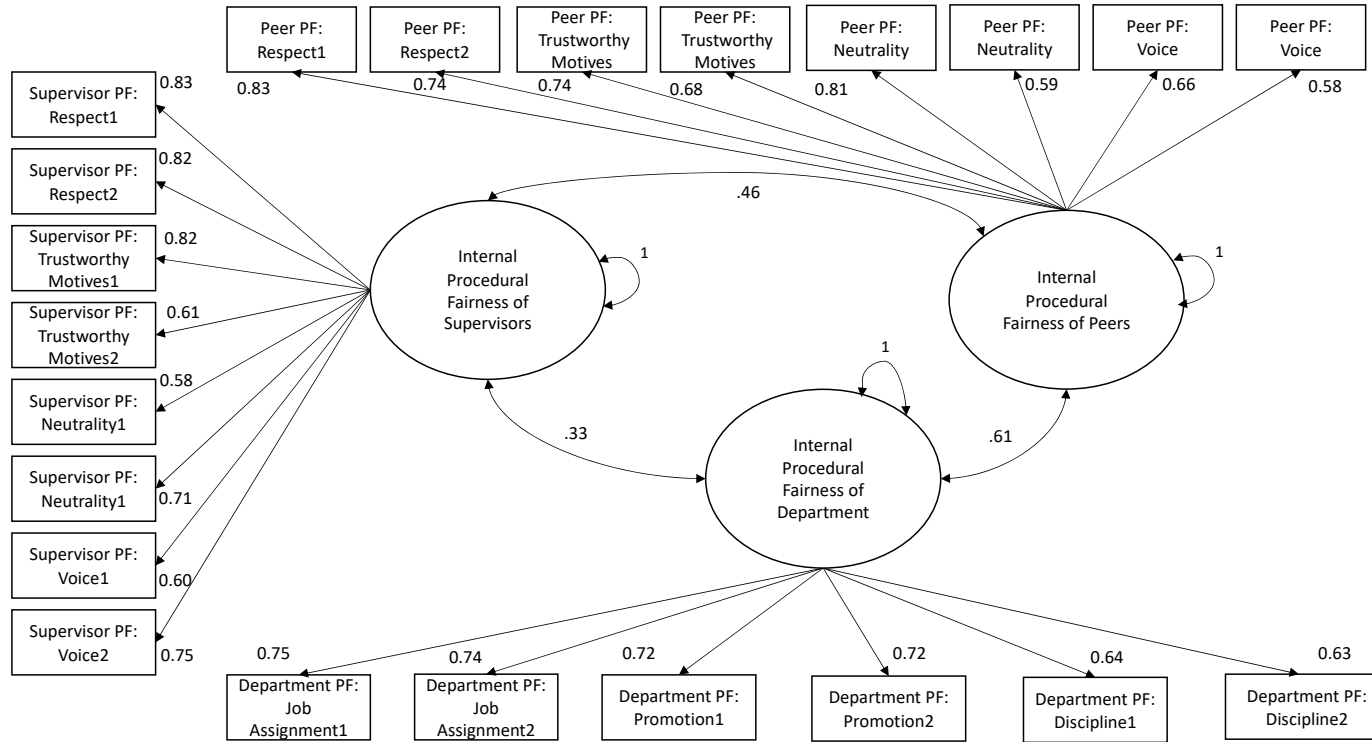 Peer PF:
Respect1
Peer PF:
Respect2
Peer PF:
Trustworthy
Motives
Peer PF:
Trustworthy
Motives
Peer PF:
Neutrality
Peer PF:
Neutrality
Peer PF:
Voice
Peer PF:
Voice
0.83
0.74
0.74
0.68
0.81
0.59
0.66
0.58
Supervisor PF:
Respect1
0.83
Supervisor PF:
Respect2
0.82
Supervisor PF:
Trustworthy
Motives1
0.82
Supervisor PF:
Trustworthy
Motives2
0.61
Supervisor PF:
Neutrality1
0.58
Supervisor PF:
Neutrality1
0.71
Supervisor PF:
Voice1
0.60
Supervisor PF:
Voice2
0.75
.46
Internal
Procedural
Fairness of
Supervisors
1
Internal
Procedural
Fairness of Peers
1
.33
Internal
Procedural
Fairness of
Department
1
.61
0.75
0.74
0.72
0.72
0.64
0.63
Department PF:
Job
Assignment1
Department PF:
Job
Assignment2
Department PF:
Promotion1
Department PF:
Promotion2
Department PF:
Discipline1
Department PF:
Discipline2